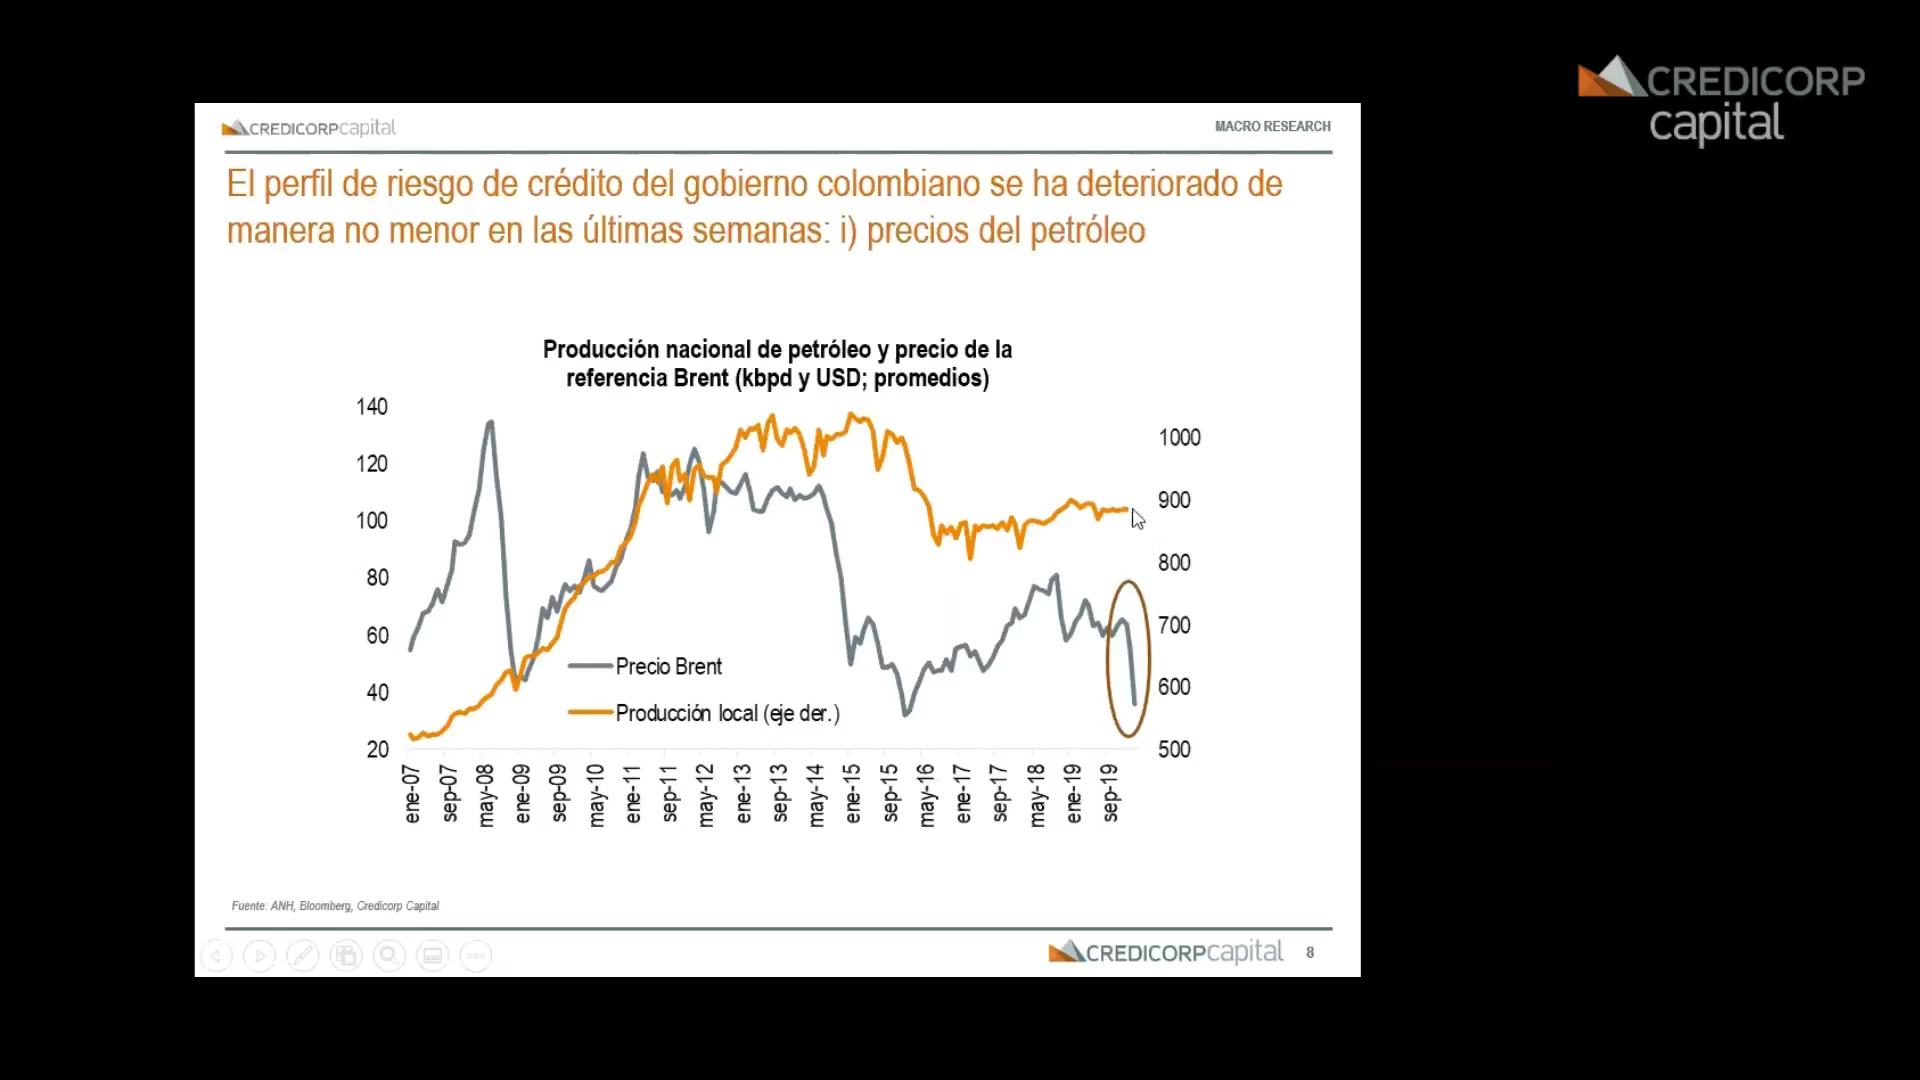 CREDICORP
capital
CREDICORPcapital
MACRO RESEARCH
El perfil de riesgo de crédito del gobierno colombiano se ha deteriorado de
manera no menor en las últimas semanas: i) precios del petróleo
Producción nacional de petróleo y precio de la
referencia Brent (kbpd y USD; promedios)
140
120
100
80
60
40
20
1000
900
800
700
600
500
Precio Brent
Producción local (eje der.)
ene-07
sep-07
may-08
ene-09
sep-09
may-10
ene-11
sep-11
may-12
ene-13
sep-13
may-14
ene-15
sep-15
may-16
ene-17
sep-17
may-18
ene-19
sep-19
Fuente: ANH, Bloomberg, Credicorp Capital
CREDICORPcapital
8